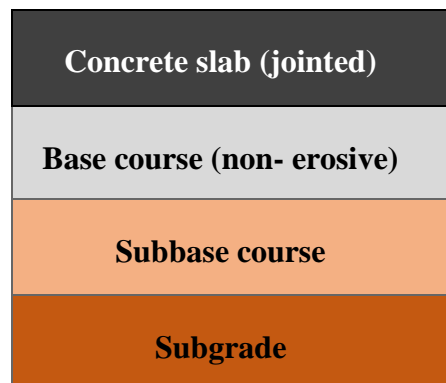 Concrete slab (jointed)
Base course (non- erosive)
Subbase course
Subgrade